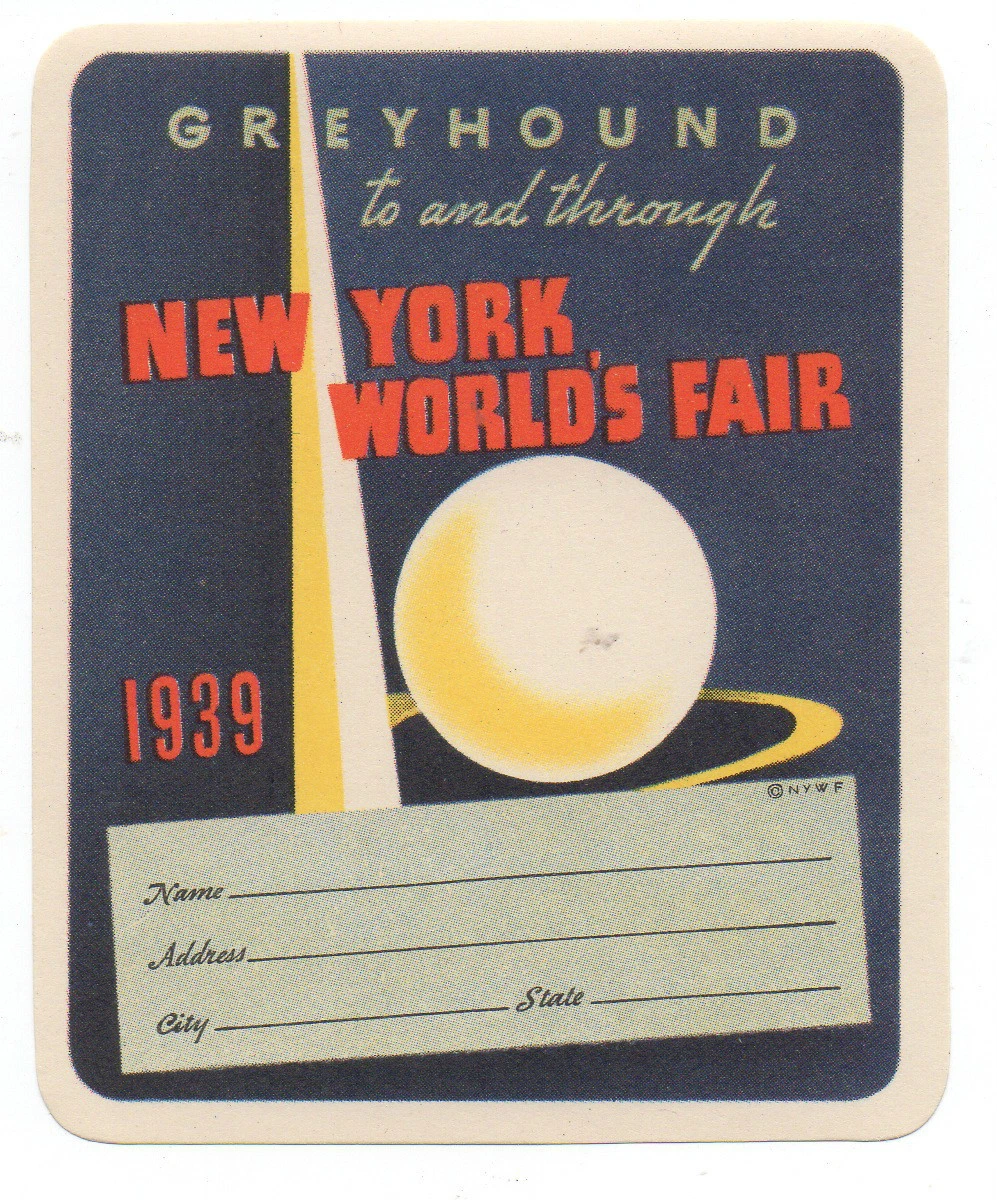 GREYHOUND
to and through
NEW YORK
WORLD'S FAIR
1939
© NYWF
Name
Address
City State